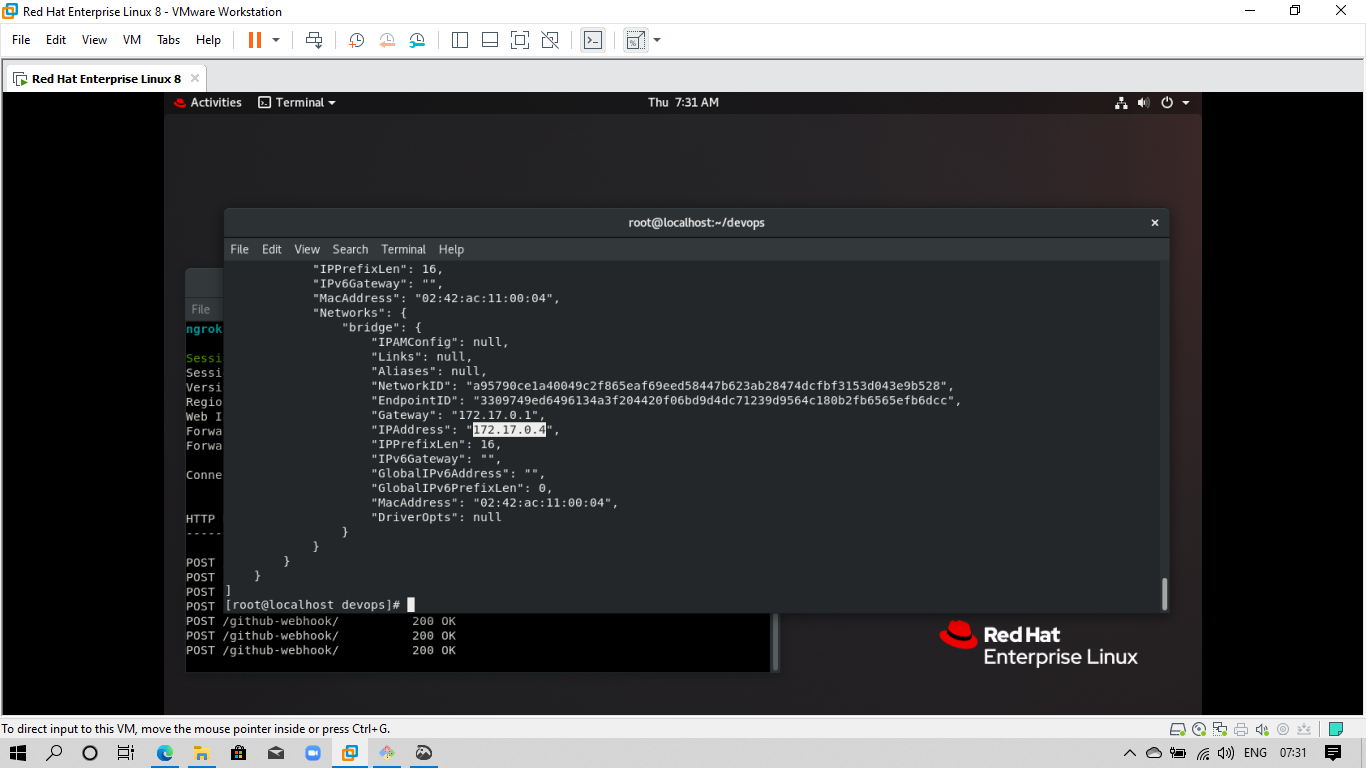 Red Hat Enterprise Linux 8 - VMware Workstation
File Edit View VM Tabs Help
Red Hat Enterprise Linux 8
Activities Terminal Thu 7:31 AM
root@localhost:~/devops
File Edit View Search Terminal Help
"IPPrefixLen": 16,
"IPv6Gateway": "",
"MacAddress": "02:42:ac:11:00:04",
"Networks": {
"bridge": {
"IPAMConfig": null,
"Links": null,
"Aliases": null,
"NetworkID": "a95790ce1a40049c2f865eaf69eed58447b623ab28474dcfbf3153d043e9b528",
"EndpointID": "3309749ed6496134a3f204420f06bd9d4dc71239d9564c180b2fb6565efb6dcc",
"Gateway": "172.17.0.1",
"IPAddress": "172.17.0.4",
"IPPrefixLen": 16,
"IPv6Gateway": "",
"GlobalIPv6Address": "",
"GlobalIPv6PrefixLen": 0,
"MacAddress": "02:42:ac:11:00:04",
"DriverOpts": null
}
}
}
}
]
[root@localhost devops]#
File
ngrok
Sessi
Sessi
Versi
Regio
Web I
Forwa
Forwa
Conne
HTTP
-----
POST
POST
POST
POST
POST /github-webhook/ 200 OK
POST /github-webhook/ 200 OK
POST /github-webhook/ 200 OK
Red Hat
Enterprise Linux
To direct input to this VM, move the mouse pointer inside or press Ctrl+G.
ENG 07:31